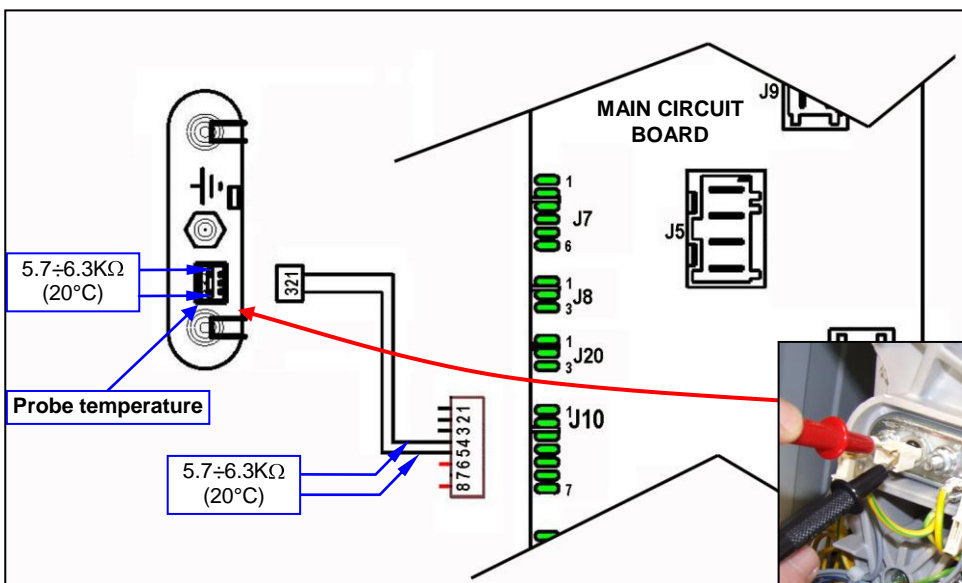 MAIN CIRCUIT
BOARD
J9
1
J7
6
J5
5.7÷6.3KΩ
(20°C)
321
1
J8
3
1
J20
3
Probe temperature
1
J10
7
87654321
5.7÷6.3KΩ
(20°C)